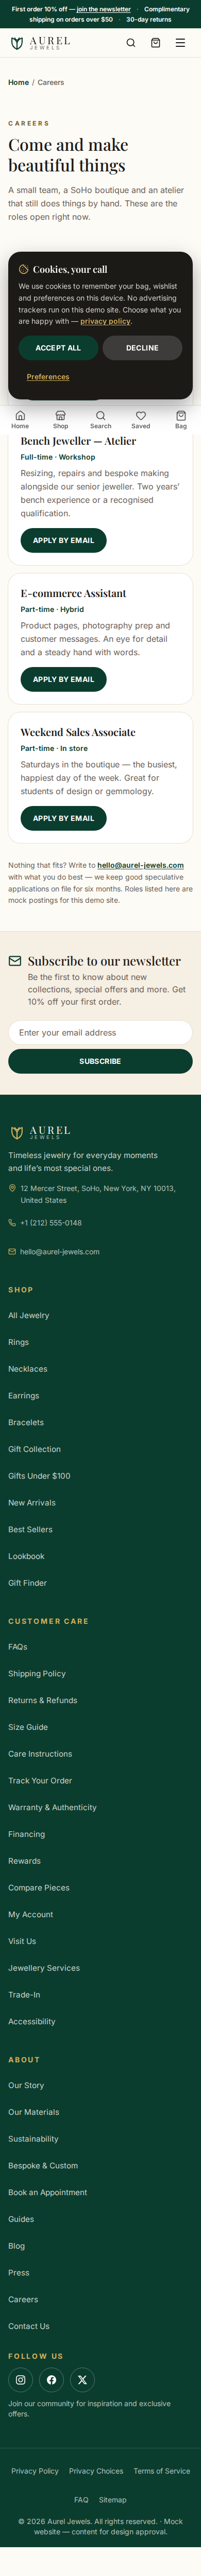 First order 10% off — join the newsletter · Complimentary
shipping on orders over $50 · 30-day returns
AUREL
JEWELS
Home / Careers
CAREERS
Come and make
beautiful things
A small team, a SoHo boutique and an atelier
that still does things by hand. These are the
roles open right now.
Cookies, your call
We use cookies to remember your bag, wishlist
and preferences. No advertising trackers run on
this demo site, and nothing is sold. Choose what
you are happy with — privacy policy.
ACCEPT ALL
DECLINE
Preferences
Home
Shop
Search
Saved
Bag
Bench Jeweller — Atelier
Full-time · Workshop
Resizing, repairs and bespoke making
alongside our senior jeweller. Two years’
bench experience or a recognised
qualification.
APPLY BY EMAIL
E-commerce Assistant
Part-time · Hybrid
Product pages, photography prep and
customer messages. An eye for detail
and a steady hand with words.
APPLY BY EMAIL
Weekend Sales Associate
Part-time · In store
Saturdays in the boutique — the busiest,
happiest day of the week. Great for
students of design or gemmology.
APPLY BY EMAIL
Nothing that fits? Write to hello@aurel-jewels.com
with what you do best — we keep good speculative
applications on file for six months. Roles listed here are
mock postings for this demo site.
Subscribe to our newsletter
Be the first to know about new
collections, special offers and more. Get
10% off your first order.
Enter your email address
SUBSCRIBE
AUREL
JEWELS
Timeless jewelry for everyday moments
and life’s most special ones.
12 Mercer Street, SoHo, New York, NY 10013,
United States
+1 (212) 555-0148
hello@aurel-jewels.com
SHOP
All Jewelry
Rings
Necklaces
Earrings
Bracelets
Gift Collection
Gifts Under $100
New Arrivals
Best Sellers
Lookbook
Gift Finder
CUSTOMER CARE
FAQs
Shipping Policy
Returns & Refunds
Size Guide
Care Instructions
Track Your Order
Warranty & Authenticity
Financing
Rewards
Compare Pieces
My Account
Visit Us
Jewellery Services
Trade-In
Accessibility
ABOUT
Our Story
Our Materials
Sustainability
Bespoke & Custom
Book an Appointment
Guides
Blog
Press
Careers
Contact Us
FOLLOW US
Join our community for inspiration and exclusive
offers.
Privacy Policy
Privacy Choices
Terms of Service
FAQ
Sitemap
© 2026 Aurel Jewels. All rights reserved. · Mock
website — content for design approval.